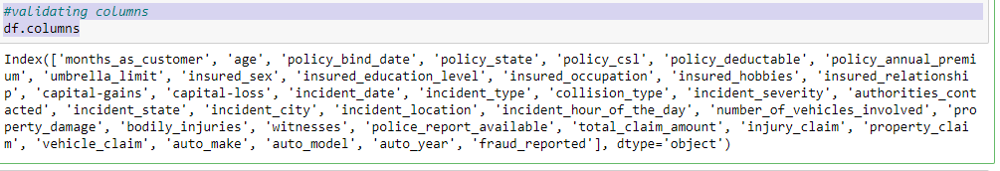 #validating columns
df.columns
Index(['months_as_customer', 'age', 'policy_bind_date', 'policy_state', 'policy_csl', 'policy_deductable', 'policy_annual_premi
um', 'umbrella_limit', 'insured_sex', 'insured_education_level', 'insured_occupation', 'insured_hobbies', 'insured_relationshi
p', 'capital-gains', 'capital-loss', 'incident_date', 'incident_type', 'collision_type', 'incident_severity', 'authorities_cont
acted', 'incident_state', 'incident_city', 'incident_location', 'incident_hour_of_the_day', 'number_of_vehicles_involved', 'pro
perty_damage', 'bodily_injuries', 'witnesses', 'police_report_available', 'total_claim_amount', 'injury_claim', 'property_clai
m', 'vehicle_claim', 'auto_make', 'auto_model', 'auto_year', 'fraud_reported'], dtype='object')